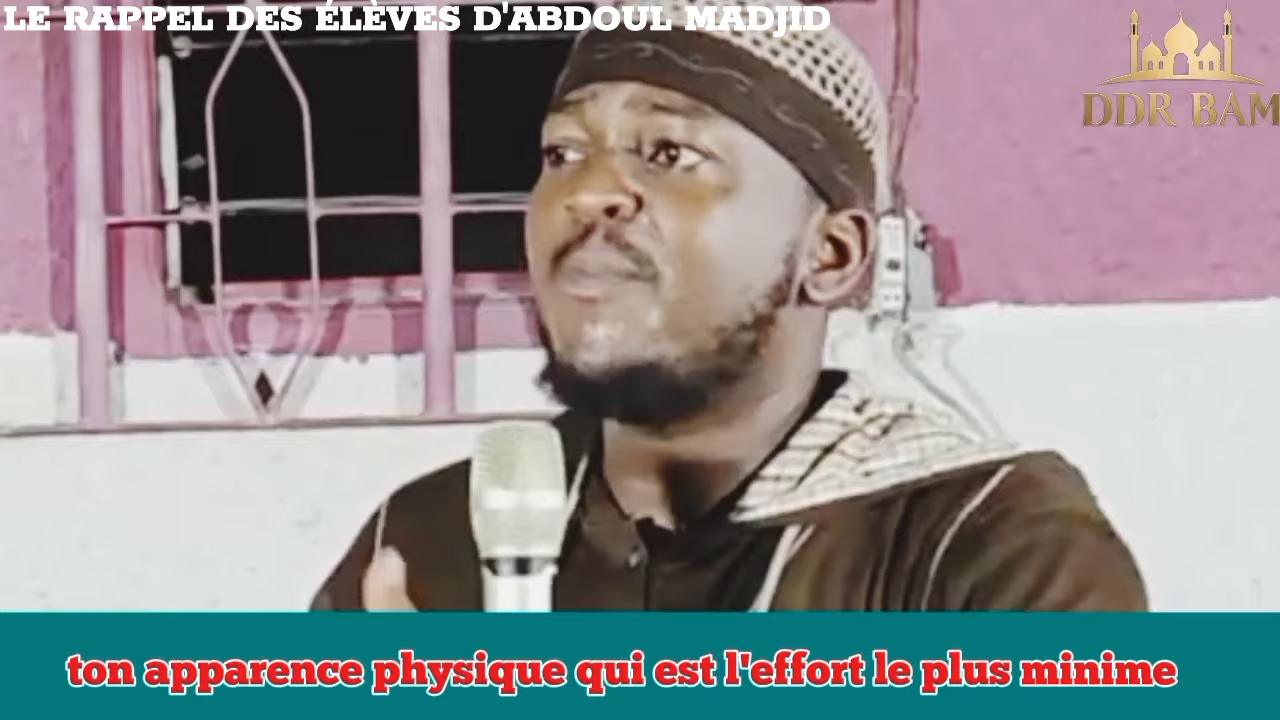 LE RAPPEL DES ÉLÈVES D'ABDOUL MADJID
DDR BAM
ton apparence physique qui est l'effort le plus minime